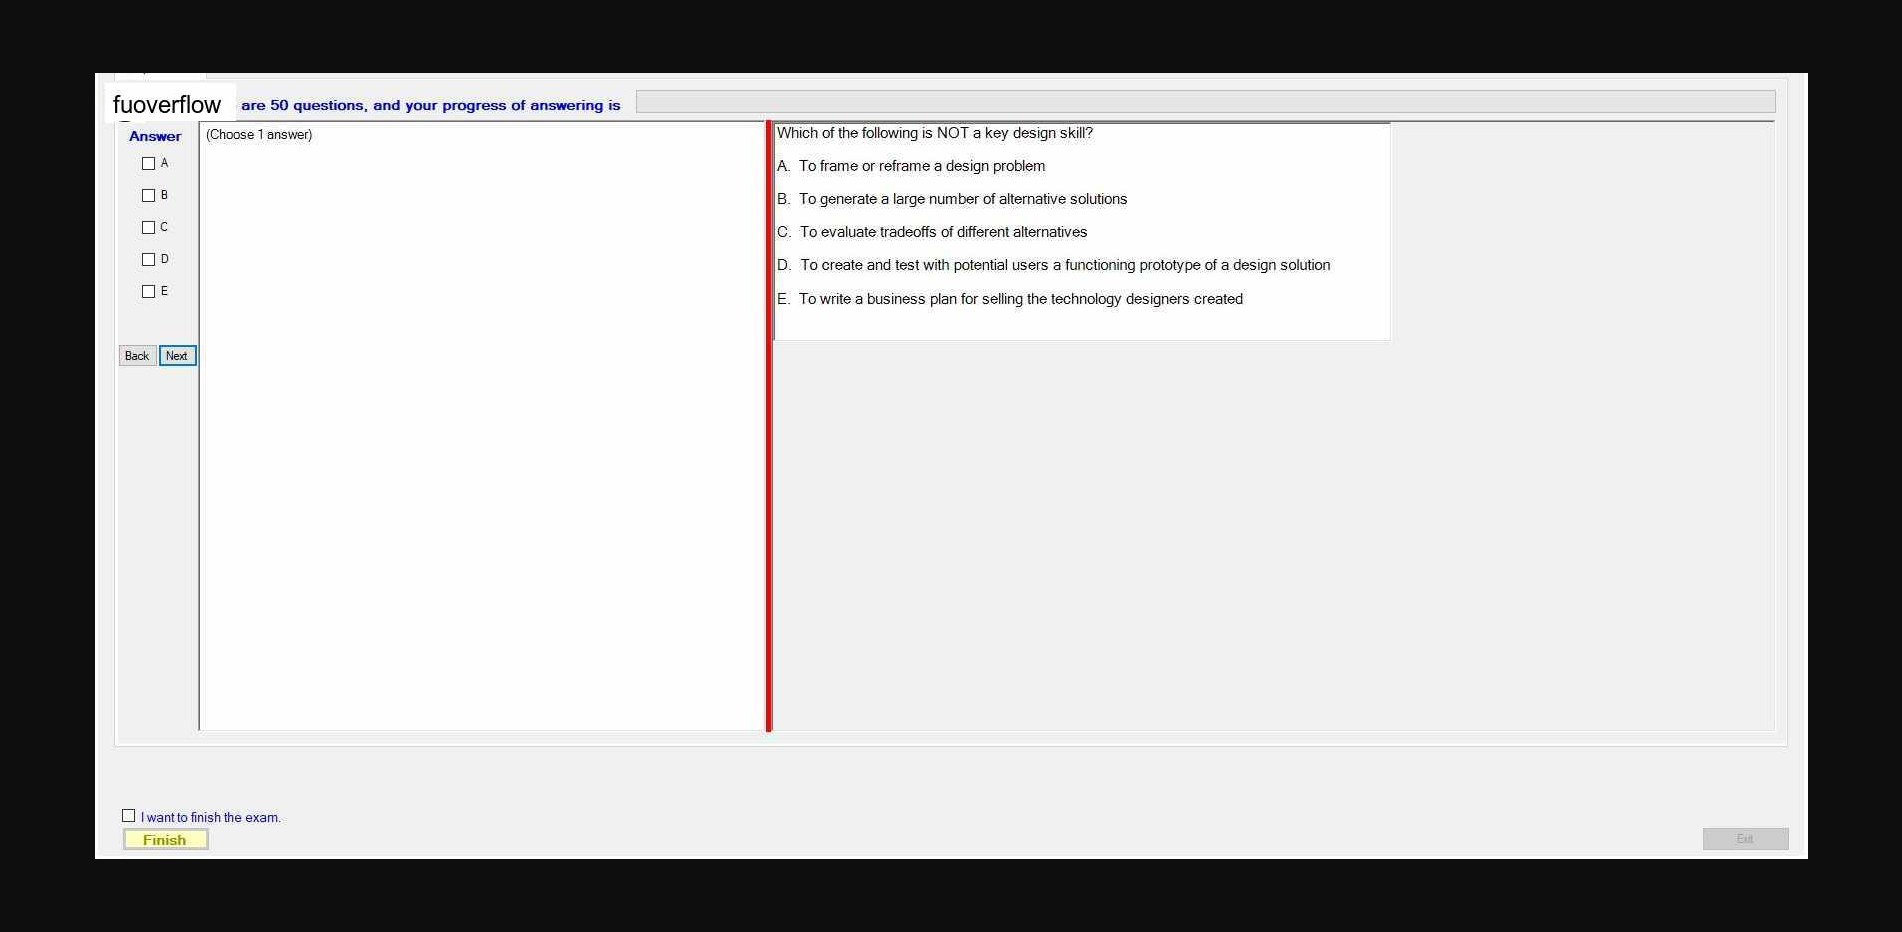 fuoverflow are 50 questions, and your progress of answering is
Answer
(Choose 1 answer)
A
B
C
D
E
Back Next
Which of the following is NOT a key design skill?
A. To frame or reframe a design problem
B. To generate a large number of alternative solutions
C. To evaluate tradeoffs of different alternatives
D. To create and test with potential users a functioning prototype of a design solution
E. To write a business plan for selling the technology designers created
I want to finish the exam.
Finish
Exit